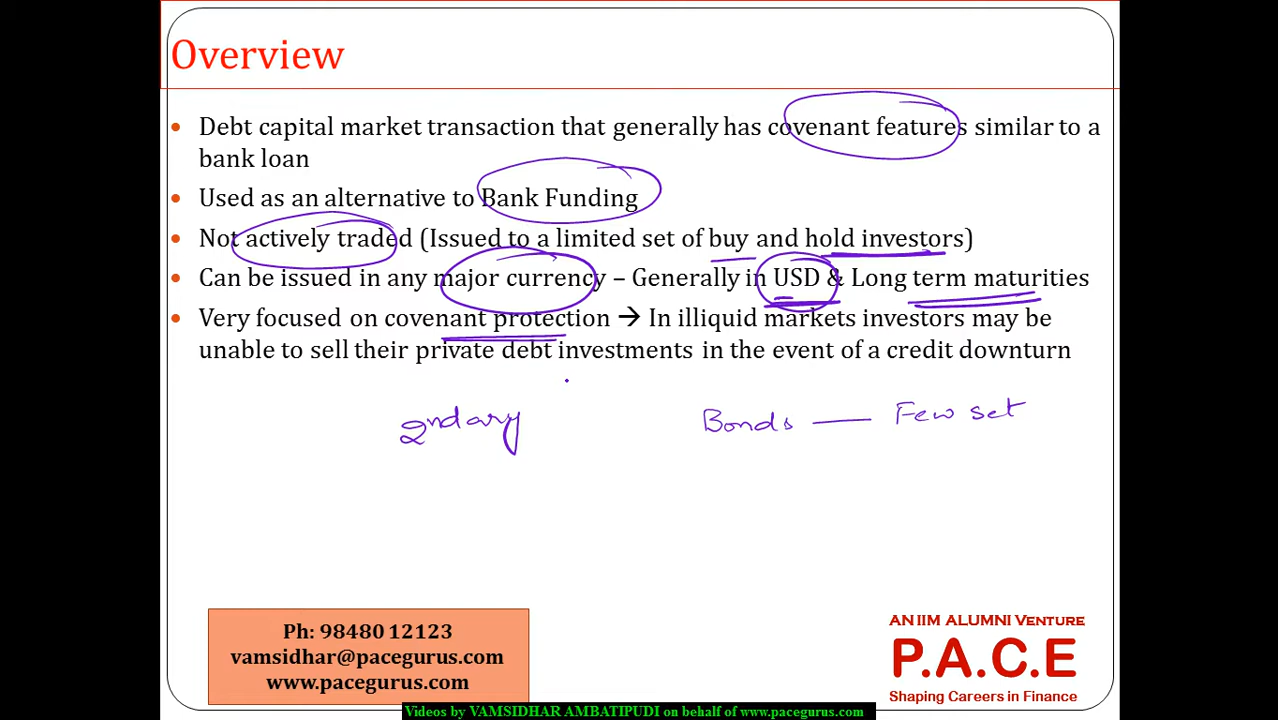 Overview
• Debt capital market transaction that generally has covenant features similar to a
bank loan
• Used as an alternative to Bank Funding
• Not actively traded (Issued to a limited set of buy and hold investors)
• Can be issued in any major currency – Generally in USD & Long term maturities
• Very focused on covenant protection → In illiquid markets investors may be
unable to sell their private debt investments in the event of a credit downturn
2ndary
Bonds — Few set
Ph: 98480 12123
vamsidhar@pacegurus.com
www.pacegurus.com
AN IIM ALUMNI VENTURE
P.A.C.E
Shaping Careers in Finance
Videos by VAMSIDHAR AMBATIPUDI on behalf of www.pacegurus.com